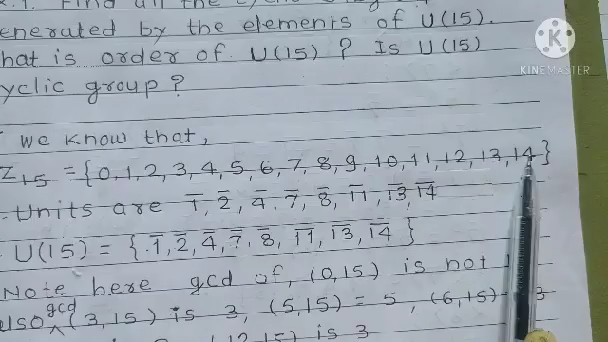 Find all the
enerated by the elements of U(15).
hat is order of U(15) ? Is U(15)
yclic group ?
we know that,
Z₁₅ = {0,1,2,3,4,5,6,7,8,9,10,11,12,13,14}
Units are 1̅, 2̅, 4̅, 7̅, 8̅, 1̅1̅, 1̅3̅, 1̅4̅
U(15) = { 1̅, 2̅, 4̅, 7̅, 8̅, 1̅1̅, 1̅3̅, 1̅4̅ }
Note here gcd of, (0,15) is not
lso gcd ^ (3,15) is 3, (5,15) = 5, (6,15) 3
(12,15) is 3
KINEMASTER